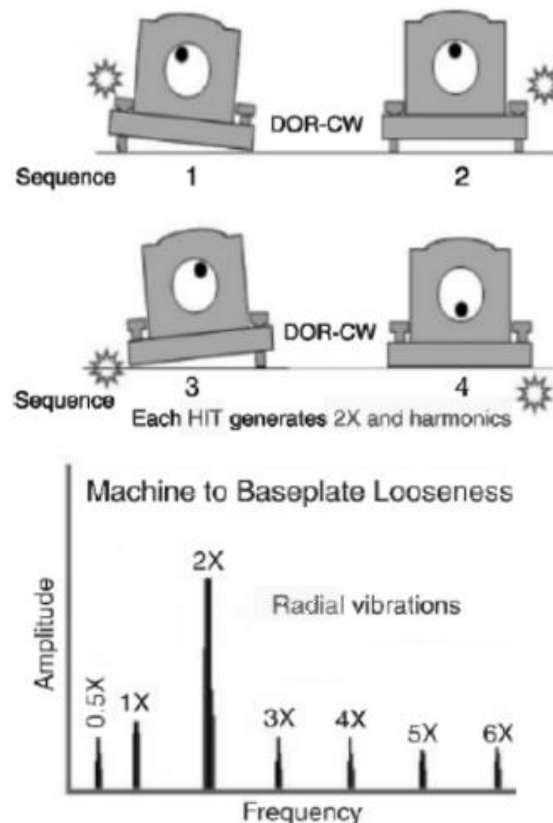 DOR-CW
Sequence 1 2
DOR-CW
Sequence 3 4
Each HIT generates 2X and harmonics
Machine to Baseplate Looseness
2X
Radial vibrations
0.5X 1X 3X 4X 5X 6X
Amplitude
Frequency